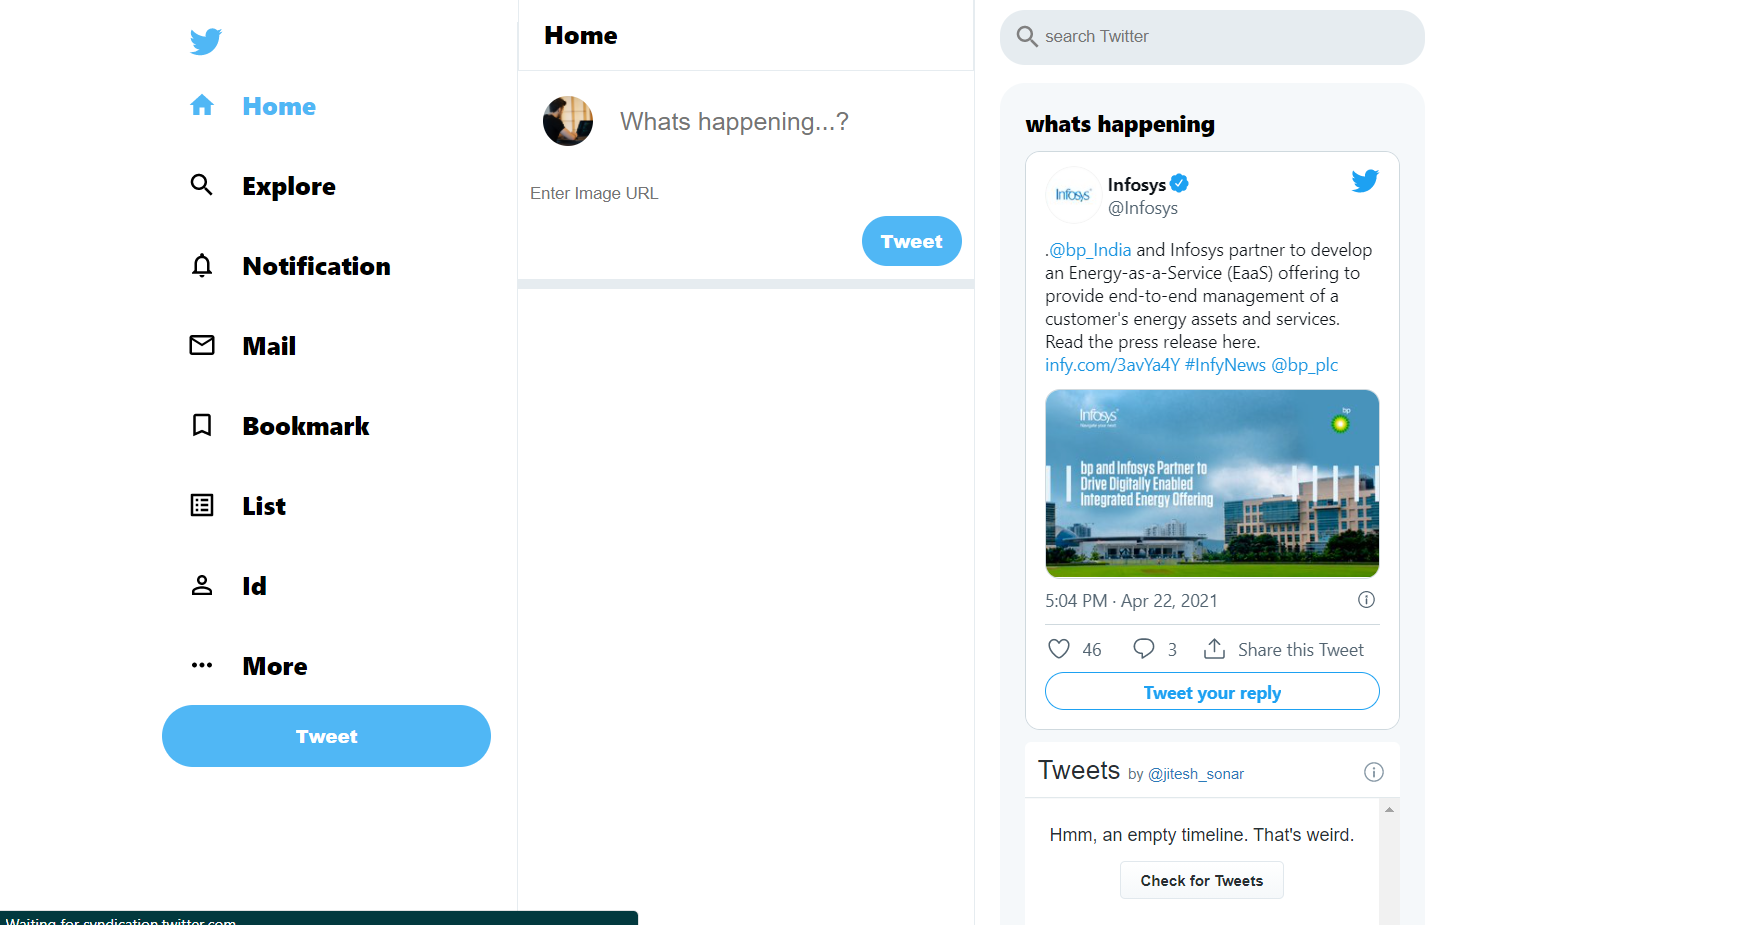 Home
Explore
Notification
Mail
Bookmark
List
Id
More
Tweet
Home
Whats happening...?
Enter Image URL
Tweet
search Twitter
whats happening
Infosys
Infosys
@Infosys
.@bp_India and Infosys partner to develop
an Energy-as-a-Service (EaaS) offering to
provide end-to-end management of a
customer's energy assets and services.
Read the press release here.
infy.com/3avYa4Y #InfyNews @bp_plc
Infosys
Navigate your next
bp
bp and Infosys Partner to
Drive Digitally Enabled
Integrated Energy Offering
5:04 PM · Apr 22, 2021
46 3 Share this Tweet
Tweet your reply
Tweets by @jitesh_sonar
Hmm, an empty timeline. That's weird.
Check for Tweets
Waiting for syndication.twitter.com